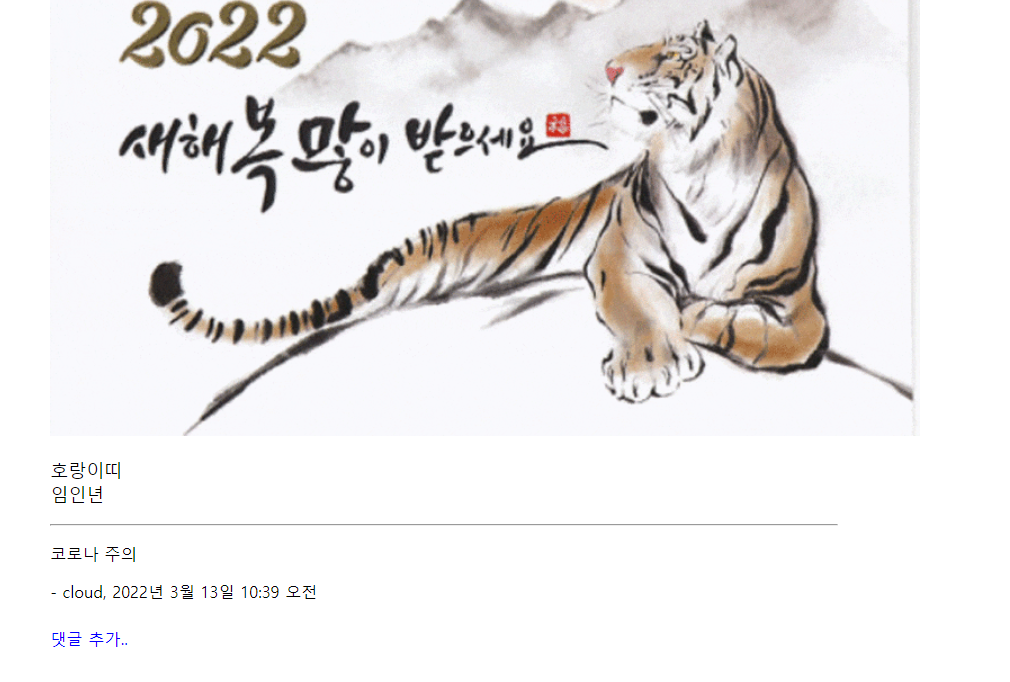 2022
새해 복 많이 받으세요
福
호랑이띠
임인년
코로나 주의
- cloud, 2022년 3월 13일 10:39 오전
댓글 추가..